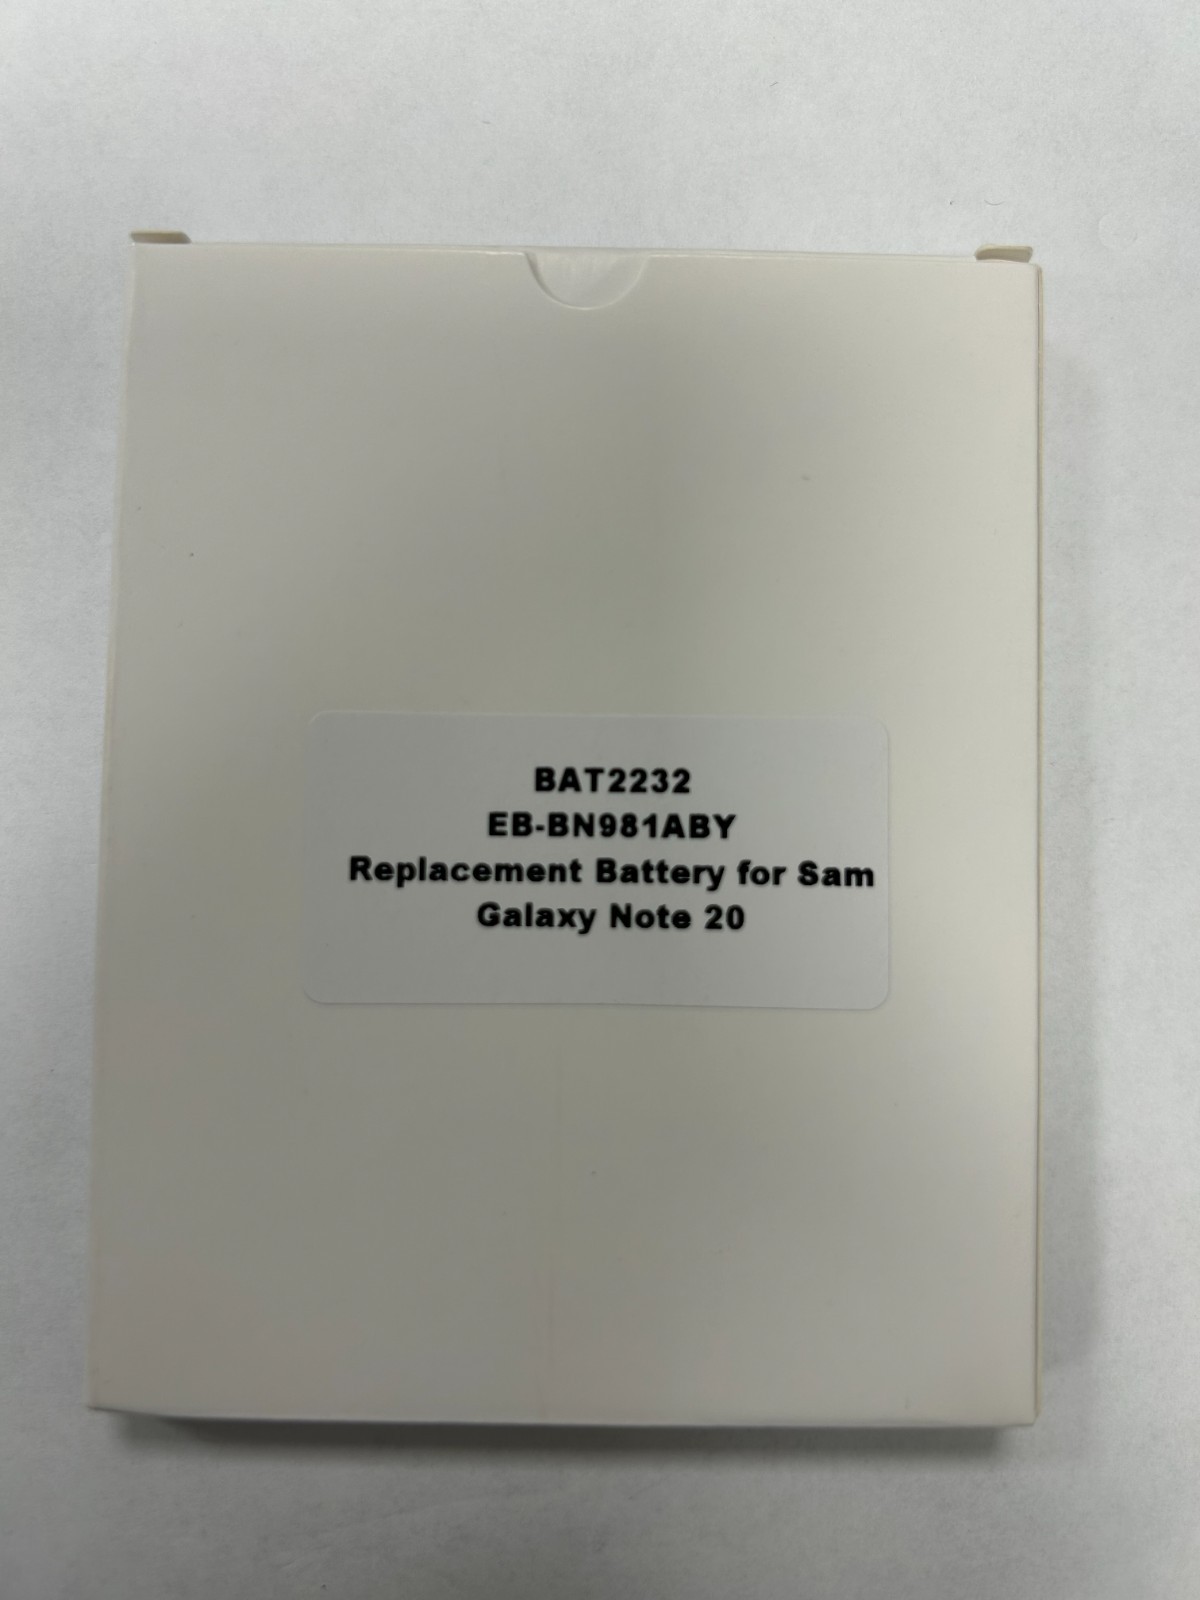 BAT2232
EB-BN981ABY
Replacement Battery for Sam
Galaxy Note 20